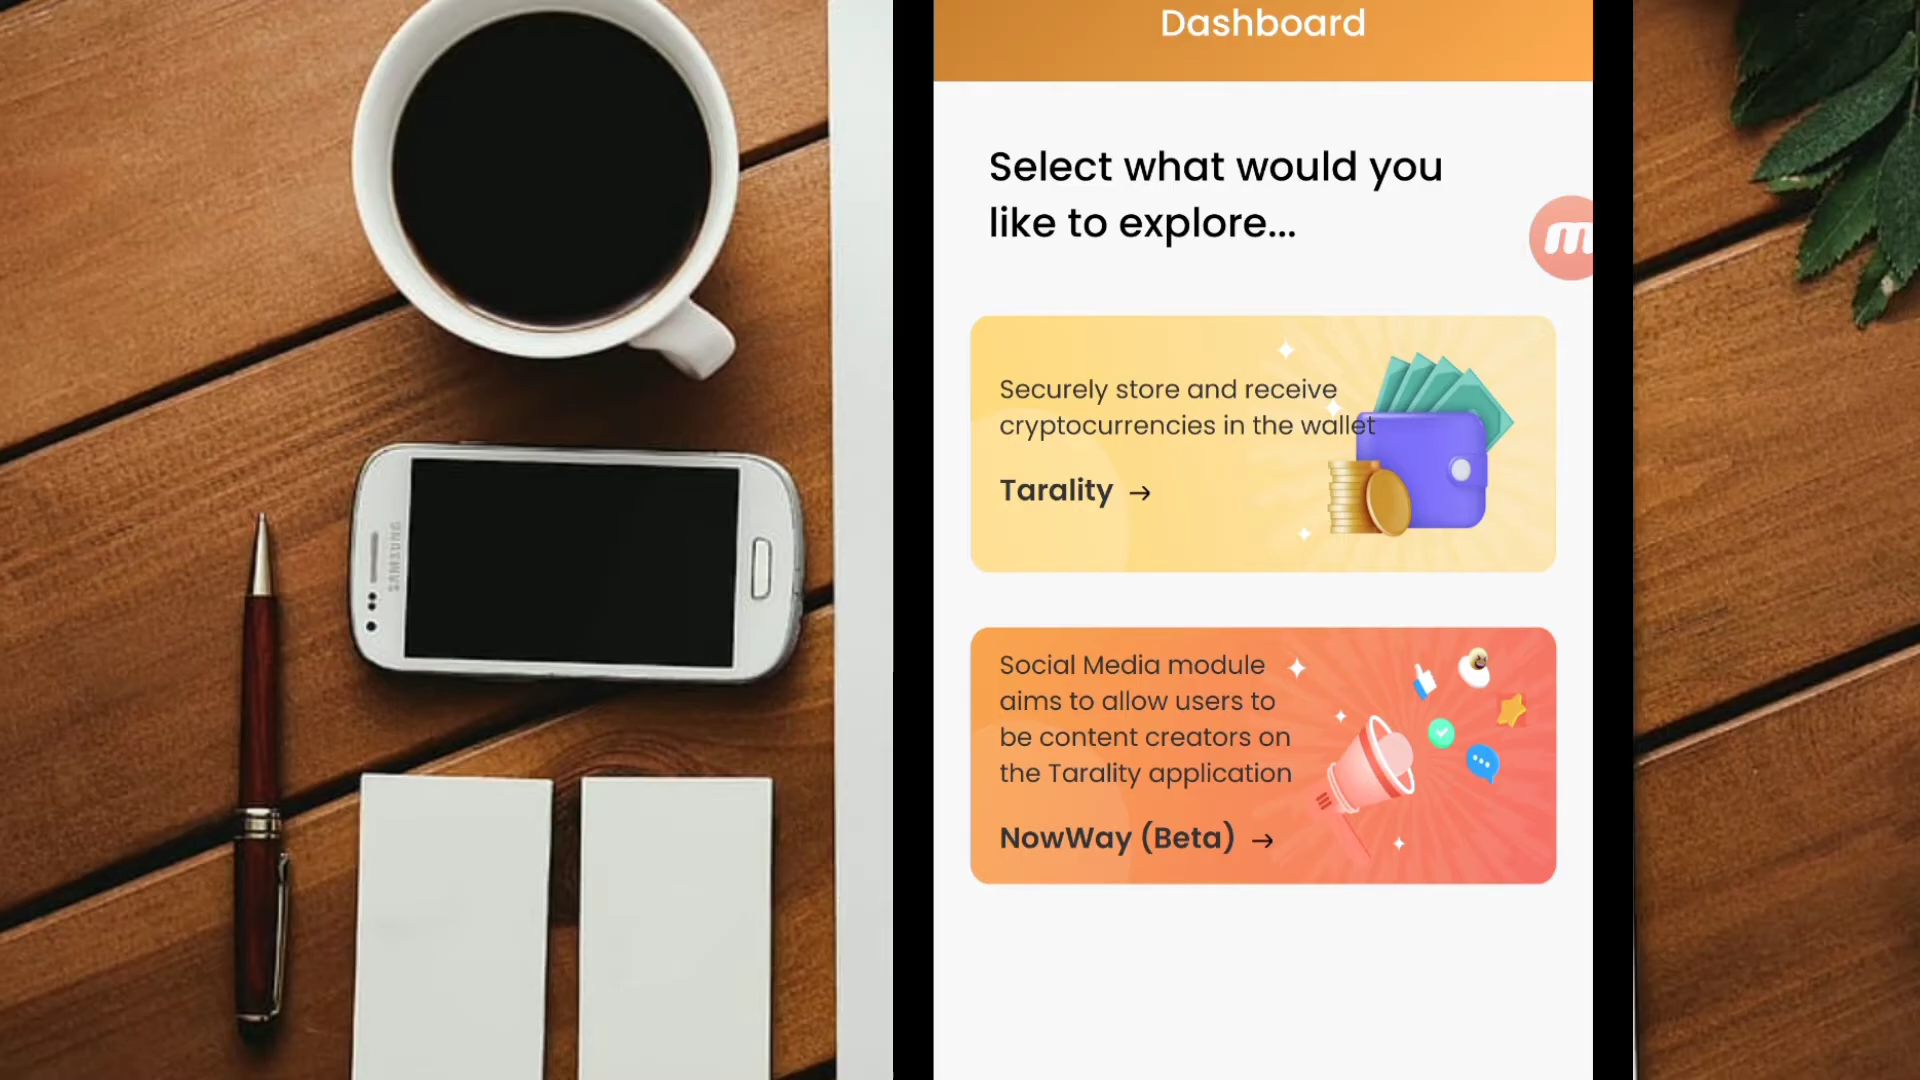 Dashboard
Select what would you
like to explore...
Securely store and receive
cryptocurrencies in the wallet
Tarality →
Social Media module
aims to allow users to
be content creators on
the Tarality application
NowWay (Beta) →
SAMSUNG